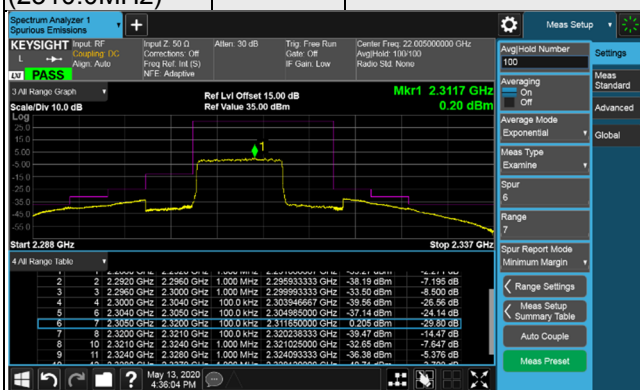 (2310.0MHz)
Spectrum Analyzer 1
Spurious Emissions
Meas Setup
KEYSIGHT
Input: RF
Coupling: DC
Align: Auto
Input Z: 50 Ω
Corrections: Off
Freq Ref: Int (S)
NFE: Adaptive
Atten: 30 dB
Trig: Free Run
Gate: Off
IF Gain: Low
Center Freq: 22.005000000 GHz
Avg|Hold: 100/100
Radio Std: None
L
LXI PASS
3 All Range Graph
Scale/Div 10.0 dB
Ref Lvl Offset 15.00 dB
Ref Value 35.00 dBm
Mkr1 2.3117 GHz
0.20 dBm
Log
25.0
15.0
5.00
-5.00
-15.0
-25.0
-35.0
-45.0
-55.0
1
Start 2.288 GHz
Stop 2.337 GHz
4 All Range Table
2 2 2.2920 GHz 2.2960 GHz 1.000 MHz 2.295933333 GHz -38.19 dBm -7.195 dB
3 3 2.2960 GHz 2.3000 GHz 1.000 MHz 2.299993333 GHz -33.50 dBm -8.500 dB
4 4 2.3000 GHz 2.3040 GHz 100.0 kHz 2.303946667 GHz -39.56 dBm -26.56 dB
5 6 2.3040 GHz 2.3050 GHz 100.0 kHz 2.304985000 GHz -37.14 dBm -24.14 dB
6 7 2.3050 GHz 2.3200 GHz 100.0 kHz 2.311650000 GHz 0.205 dBm -29.80 dB
7 8 2.3200 GHz 2.3210 GHz 100.0 kHz 2.320238333 GHz -39.47 dBm -14.47 dB
8 10 2.3210 GHz 2.3240 GHz 1.000 MHz 2.321025000 GHz -32.65 dBm -7.647 dB
9 11 2.3240 GHz 2.3280 GHz 1.000 MHz 2.324093333 GHz -36.38 dBm -5.376 dB
Avg|Hold Number
100
Averaging
On
Off
Average Mode
Exponential
Meas Type
Examine
Spur
6
Range
7
Spur Report Mode
Minimum Margin
Range Settings
Meas Setup
Summary Table
Auto Couple
Meas Preset
Settings
Meas
Standard
Advanced
Global
May 13, 2020
4:36:04 PM